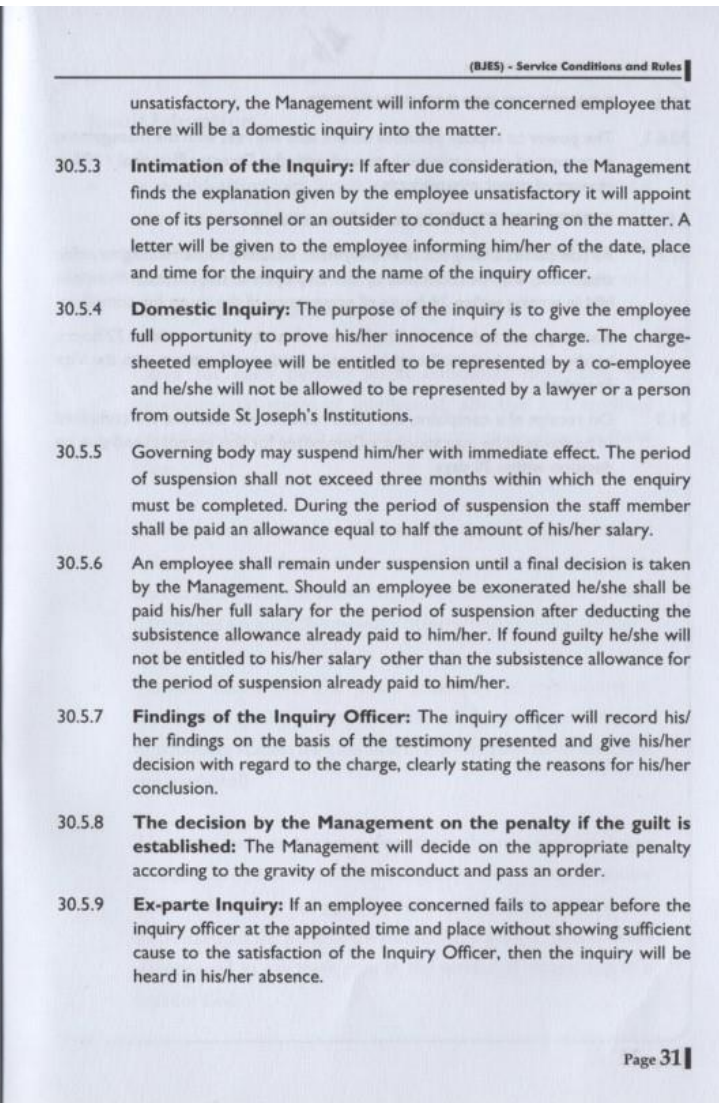 (BJES) - Service Conditions and Rules
unsatisfactory, the Management will inform the concerned employee that
there will be a domestic inquiry into the matter.
30.5.3 Intimation of the Inquiry: If after due consideration, the Management
finds the explanation given by the employee unsatisfactory it will appoint
one of its personnel or an outsider to conduct a hearing on the matter. A
letter will be given to the employee informing him/her of the date, place
and time for the inquiry and the name of the inquiry officer.
30.5.4 Domestic Inquiry: The purpose of the inquiry is to give the employee
full opportunity to prove his/her innocence of the charge. The charge-
sheeted employee will be entitled to be represented by a co-employee
and he/she will not be allowed to be represented by a lawyer or a person
from outside St Joseph's Institutions.
30.5.5 Governing body may suspend him/her with immediate effect. The period
of suspension shall not exceed three months within which the enquiry
must be completed. During the period of suspension the staff member
shall be paid an allowance equal to half the amount of his/her salary.
30.5.6 An employee shall remain under suspension until a final decision is taken
by the Management. Should an employee be exonerated he/she shall be
paid his/her full salary for the period of suspension after deducting the
subsistence allowance already paid to him/her. If found guilty he/she will
not be entitled to his/her salary other than the subsistence allowance for
the period of suspension already paid to him/her.
30.5.7 Findings of the Inquiry Officer: The inquiry officer will record his/
her findings on the basis of the testimony presented and give his/her
decision with regard to the charge, clearly stating the reasons for his/her
conclusion.
30.5.8 The decision by the Management on the penalty if the guilt is
established: The Management will decide on the appropriate penalty
according to the gravity of the misconduct and pass an order.
30.5.9 Ex-parte Inquiry: If an employee concerned fails to appear before the
inquiry officer at the appointed time and place without showing sufficient
cause to the satisfaction of the Inquiry Officer, then the inquiry will be
heard in his/her absence.
Page 31